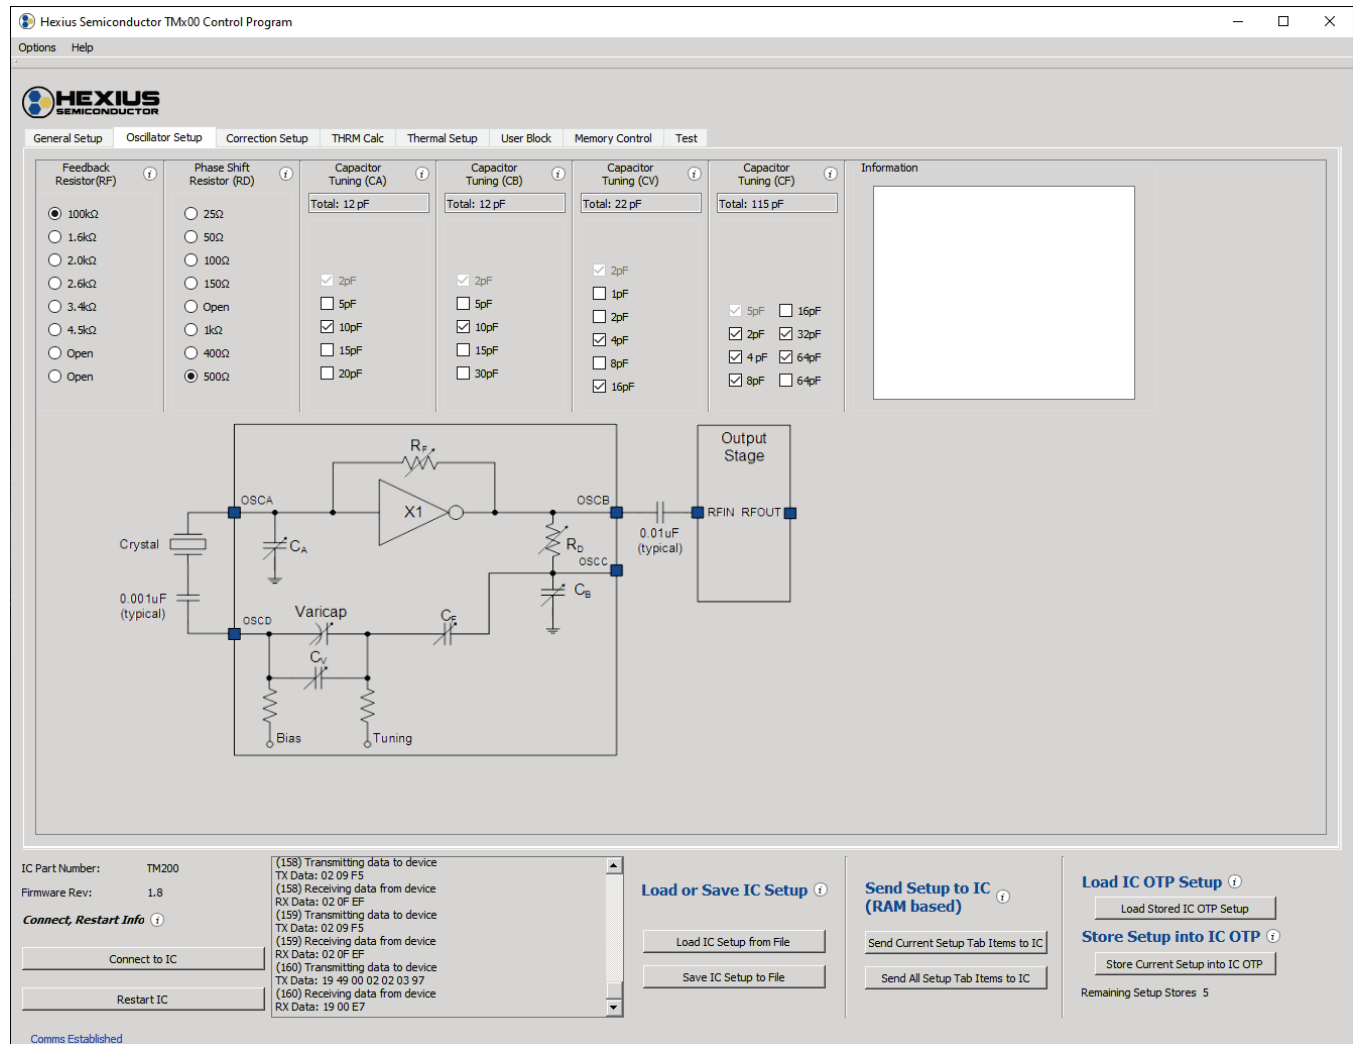 Hexius Semiconductor TMx00 Control Program
Options Help
HEXIUS
SEMICONDUCTOR
General Setup Oscillator Setup Correction Setup THRM Calc Thermal Setup User Block Memory Control Test
Feedback
Resistor(RF)
100kΩ
1.6kΩ
2.0kΩ
2.6kΩ
3.4kΩ
4.5kΩ
Open
Open
Phase Shift
Resistor (RD)
25Ω
50Ω
100Ω
150Ω
Open
1kΩ
400Ω
500Ω
Capacitor
Tuning (CA)
Total: 12 pF
2pF
5pF
10pF
15pF
20pF
Capacitor
Tuning (CB)
Total: 12 pF
2pF
5pF
10pF
15pF
30pF
Capacitor
Tuning (CV)
Total: 22 pF
2pF
1pF
2pF
4pF
8pF
16pF
Capacitor
Tuning (CF)
Total: 115 pF
5pF 16pF
2pF 32pF
4 pF 64pF
8pF 64pF
Information
RF
OSCA
X1
OSCB
Output
Stage
RFIN RFOUT
0.01uF
(typical)
Crystal
CA
RD
OSCC
CB
0.001uF
(typical)
OSCD
Varicap
CF
CV
Bias
Tuning
IC Part Number: TM200
Firmware Rev: 1.8
Connect, Restart Info
Connect to IC
Restart IC
(158) Transmitting data to device
TX Data: 02 09 F5
(158) Receiving data from device
RX Data: 02 0F EF
(159) Transmitting data to device
TX Data: 02 09 F5
(159) Receiving data from device
RX Data: 02 0F EF
(160) Transmitting data to device
TX Data: 19 49 00 02 02 03 97
(160) Receiving data from device
RX Data: 19 00 E7
Load or Save IC Setup
Load IC Setup from File
Save IC Setup to File
Send Setup to IC
(RAM based)
Send Current Setup Tab Items to IC
Send All Setup Tab Items to IC
Load IC OTP Setup
Load Stored IC OTP Setup
Store Setup into IC OTP
Store Current Setup into IC OTP
Remaining Setup Stores 5
Comms Established